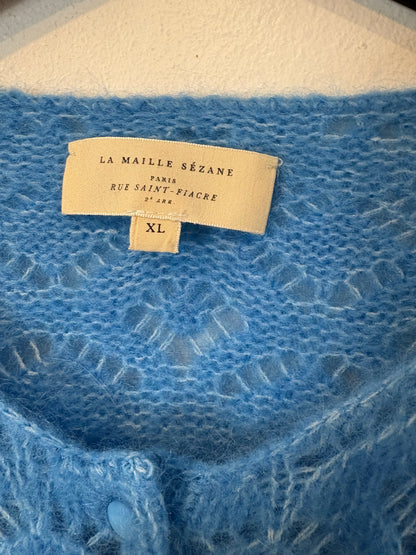 LA MAILLE SÉZANE
PARIS
RUE SAINT-FIACRE
2ᵉ ARR.
XL